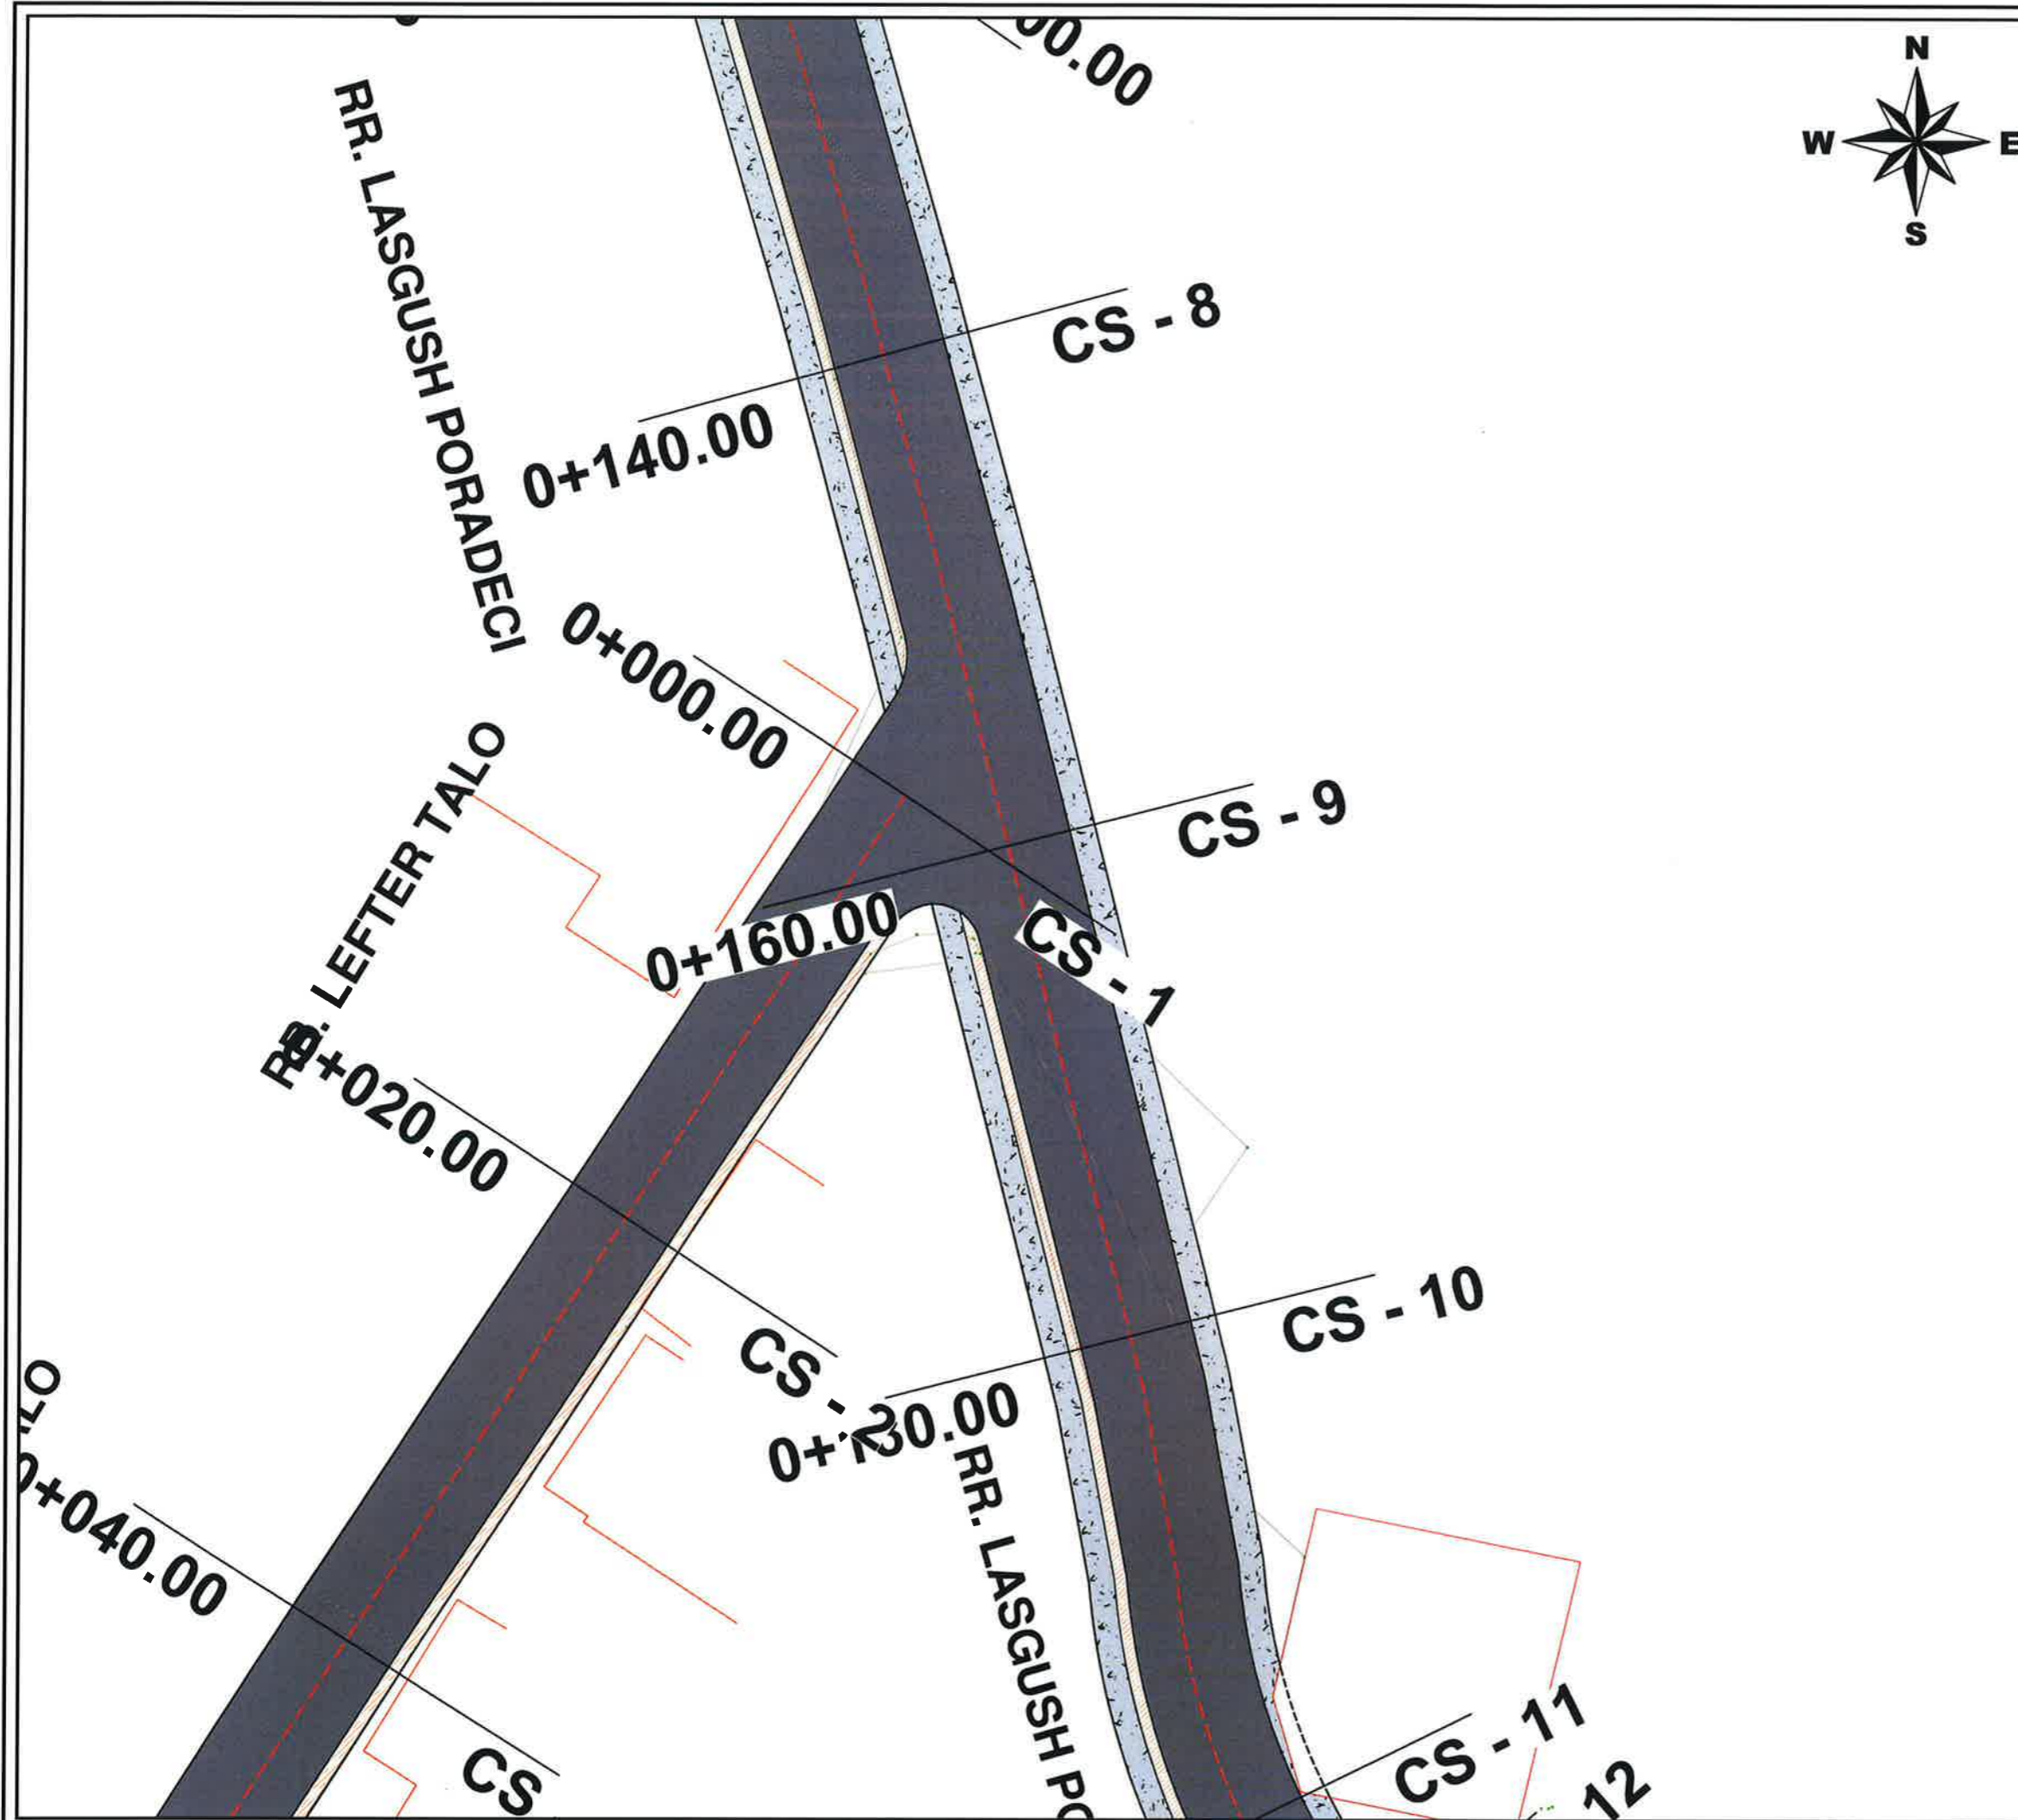 00.00
N
W E
S
RR. LASGUSH PORADECI
CS - 8
0+140.00
0+000.00
CS - 9
RR. LEFTER TALO
0+160.00
CS - 1
0+020.00
CS - 10
CS - 2
RR. LASGUSH PO
0+040.00
CS - 11
CS
12